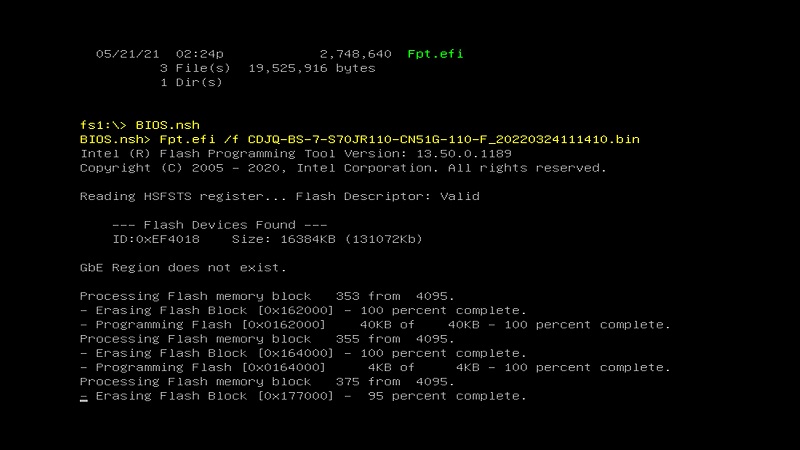 05/21/21  02:24p            2,748,640  Fpt.efi
3 File(s)  19,525,916 bytes
1 Dir(s)
fs1:\> BIOS.nsh
BIOS.nsh> Fpt.efi /f CDJQ-BS-7-S70JR110-CN51G-110-F_20220324111410.bin
Intel (R) Flash Programming Tool Version: 13.50.0.1189
Copyright (C) 2005 - 2020, Intel Corporation. All rights reserved.
Reading HSFSTS register... Flash Descriptor: Valid
--- Flash Devices Found ---
ID:0xEF4018    Size: 16384KB (131072Kb)
GbE Region does not exist.
Processing Flash memory block   353 from  4095.
- Erasing Flash Block [0x162000] - 100 percent complete.
- Programming Flash [0x0162000]    40KB of    40KB - 100 percent complete.
Processing Flash memory block   355 from  4095.
- Erasing Flash Block [0x164000] - 100 percent complete.
- Programming Flash [0x0164000]     4KB of     4KB - 100 percent complete.
Processing Flash memory block   375 from  4095.
- Erasing Flash Block [0x177000] -  95 percent complete.